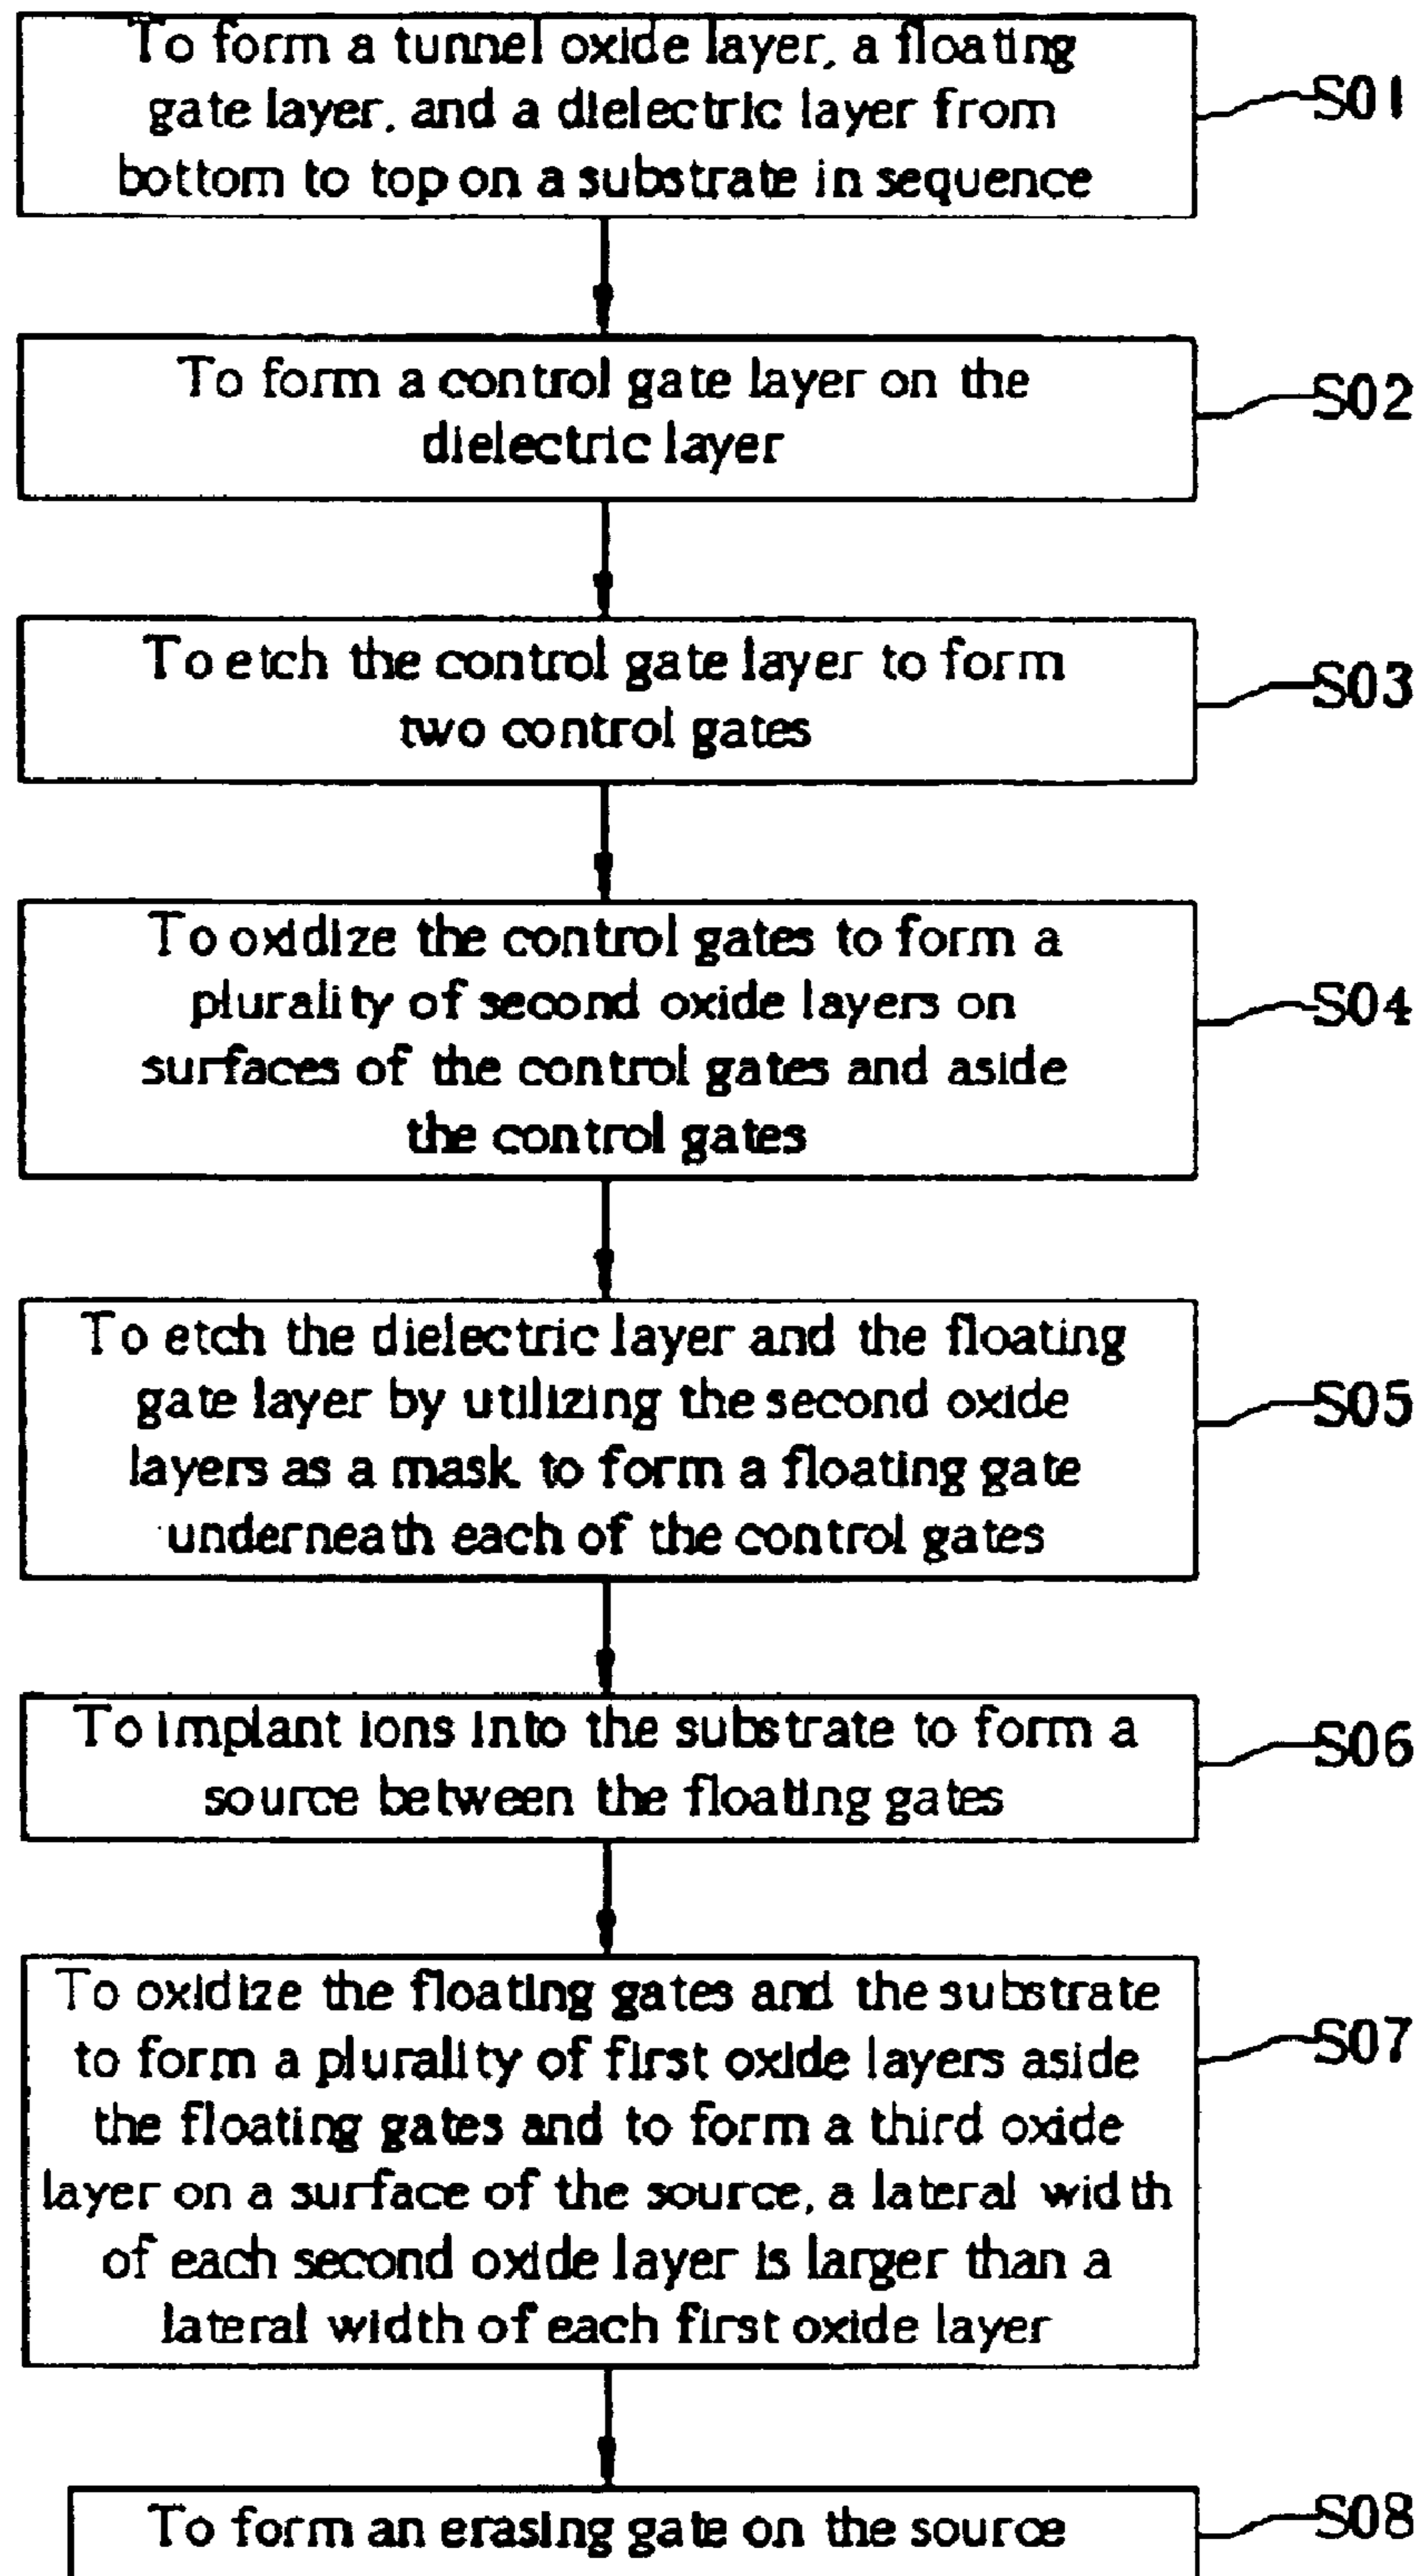 To form a tunnel oxide layer, a floating
gate layer, and a dielectric layer from
bottom to top on a substrate in sequence
S01
To form a control gate layer on the
dielectric layer
S02
To etch the control gate layer to form
two control gates
S03
To oxidize the control gates to form a
plurality of second oxide layers on
surfaces of the control gates and aside
the control gates
S04
To etch the dielectric layer and the floating
gate layer by utilizing the second oxide
layers as a mask to form a floating gate
underneath each of the control gates
S05
To implant ions into the substrate to form a
source between the floating gates
S06
To oxidize the floating gates and the substrate
to form a plurality of first oxide layers aside
the floating gates and to form a third oxide
layer on a surface of the source, a lateral width
of each second oxide layer is larger than a
lateral width of each first oxide layer
S07
To form an erasing gate on the source
S08